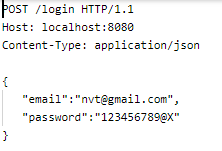 POST /login HTTP/1.1
Host: localhost:8080
Content-Type: application/json

{
    "email":"nvt@gmail.com",
    "password":"123456789@X"
}